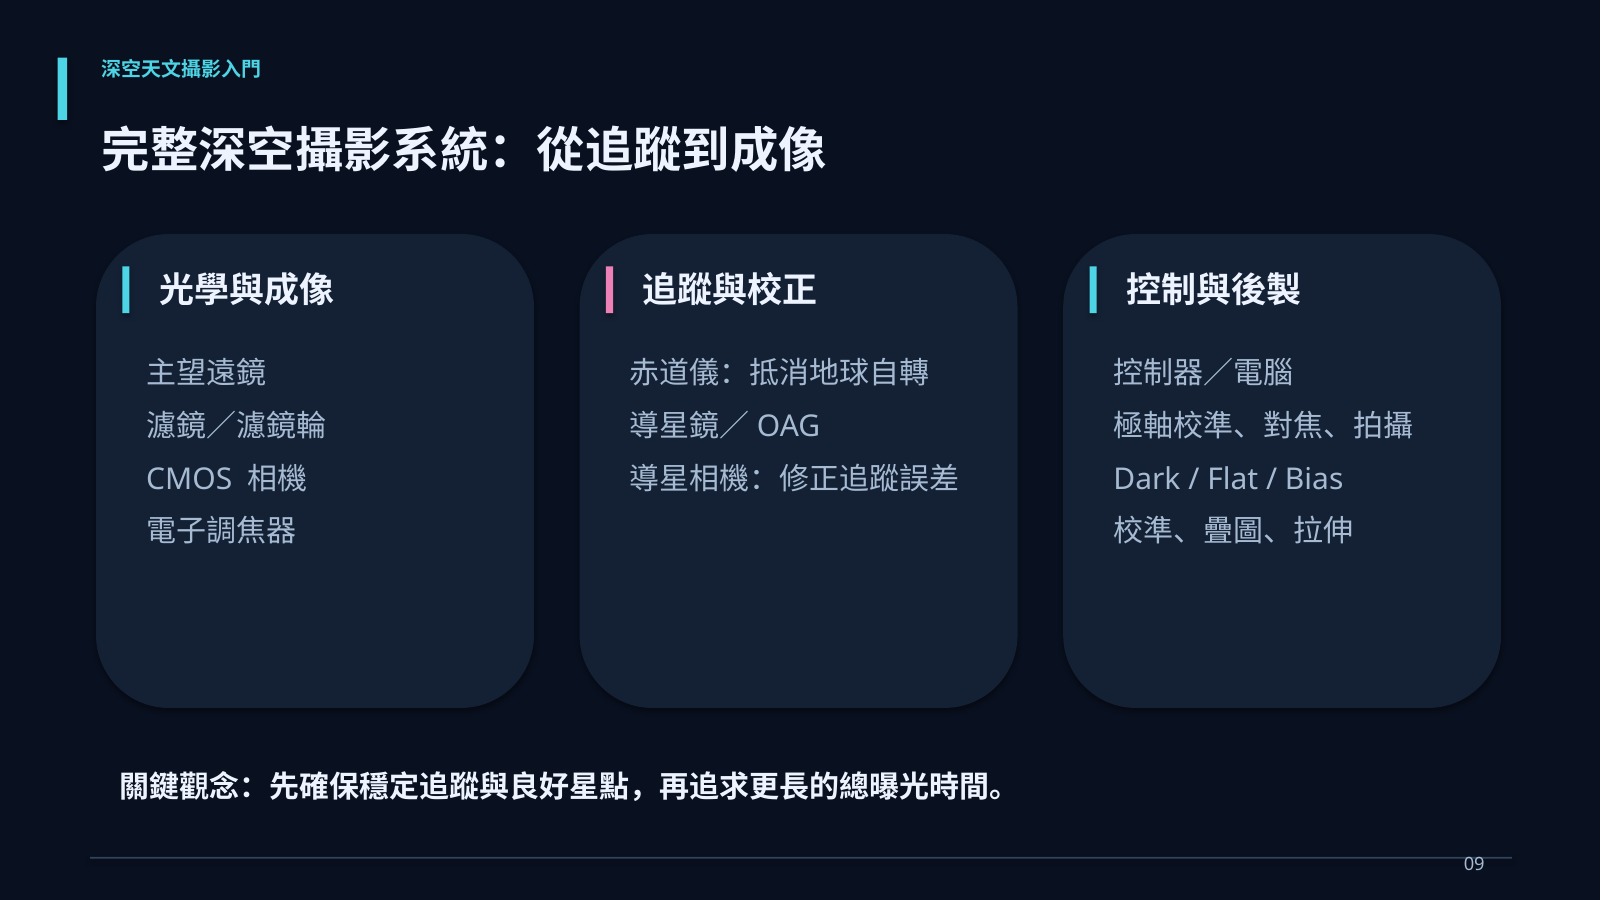 深空天文攝影入門
完整深空攝影系統：從追蹤到成像
光學與成像
主望遠鏡
濾鏡／濾鏡輪
CMOS 相機
電子調焦器
追蹤與校正
赤道儀：抵消地球自轉
導星鏡／ OAG
導星相機：修正追蹤誤差
控制與後製
控制器／電腦
極軸校準、對焦、拍攝
Dark / Flat / Bias
校準、疊圖、拉伸
關鍵觀念：先確保穩定追蹤與良好星點，再追求更長的總曝光時間。
09